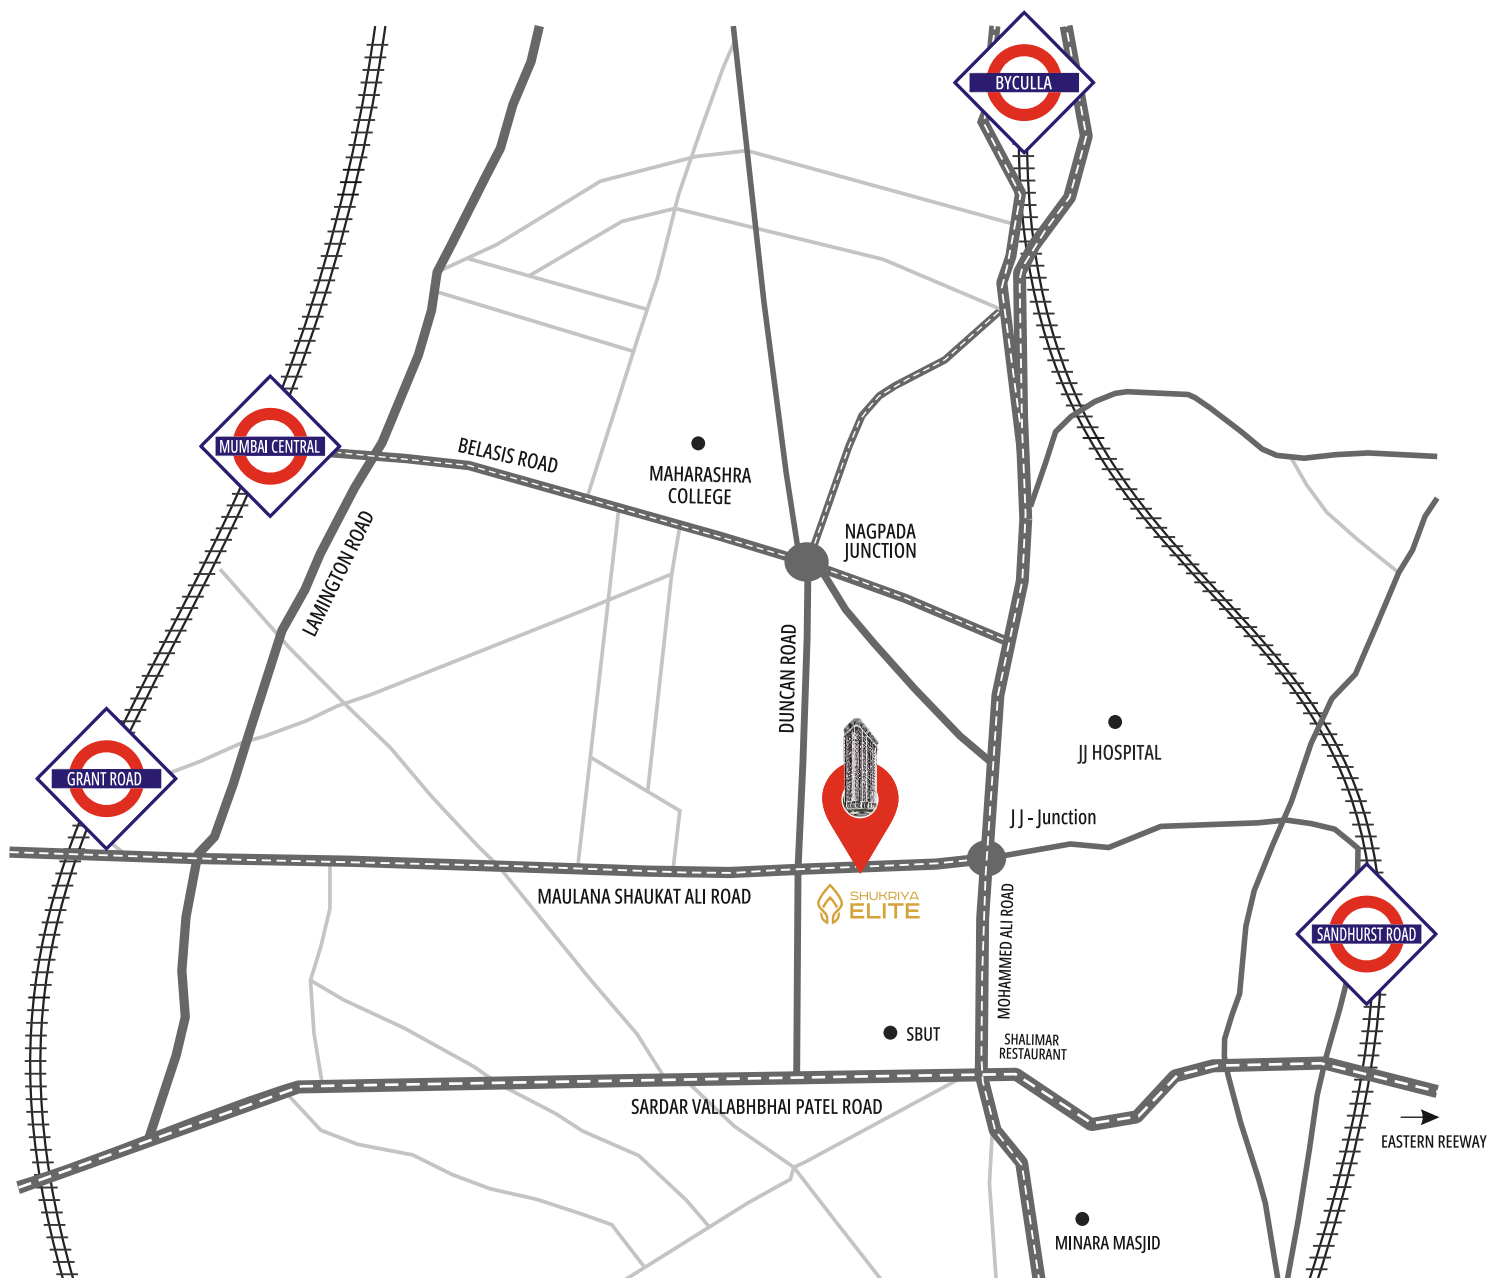 BYCULLA
MUMBAI CENTRAL
BELASIS ROAD
MAHARASHRA
COLLEGE
LAMINGTON ROAD
NAGPADA
JUNCTION
DUNCAN ROAD
JJ HOSPITAL
GRANT ROAD
J J - Junction
MAULANA SHAUKAT ALI ROAD
SHUKRIYA
ELITE
MOHAMMED ALI ROAD
SANDHURST ROAD
SBUT
SHALIMAR
RESTAURANT
SARDAR VALLABHBHAI PATEL ROAD
EASTERN REEWAY
MINARA MASJID